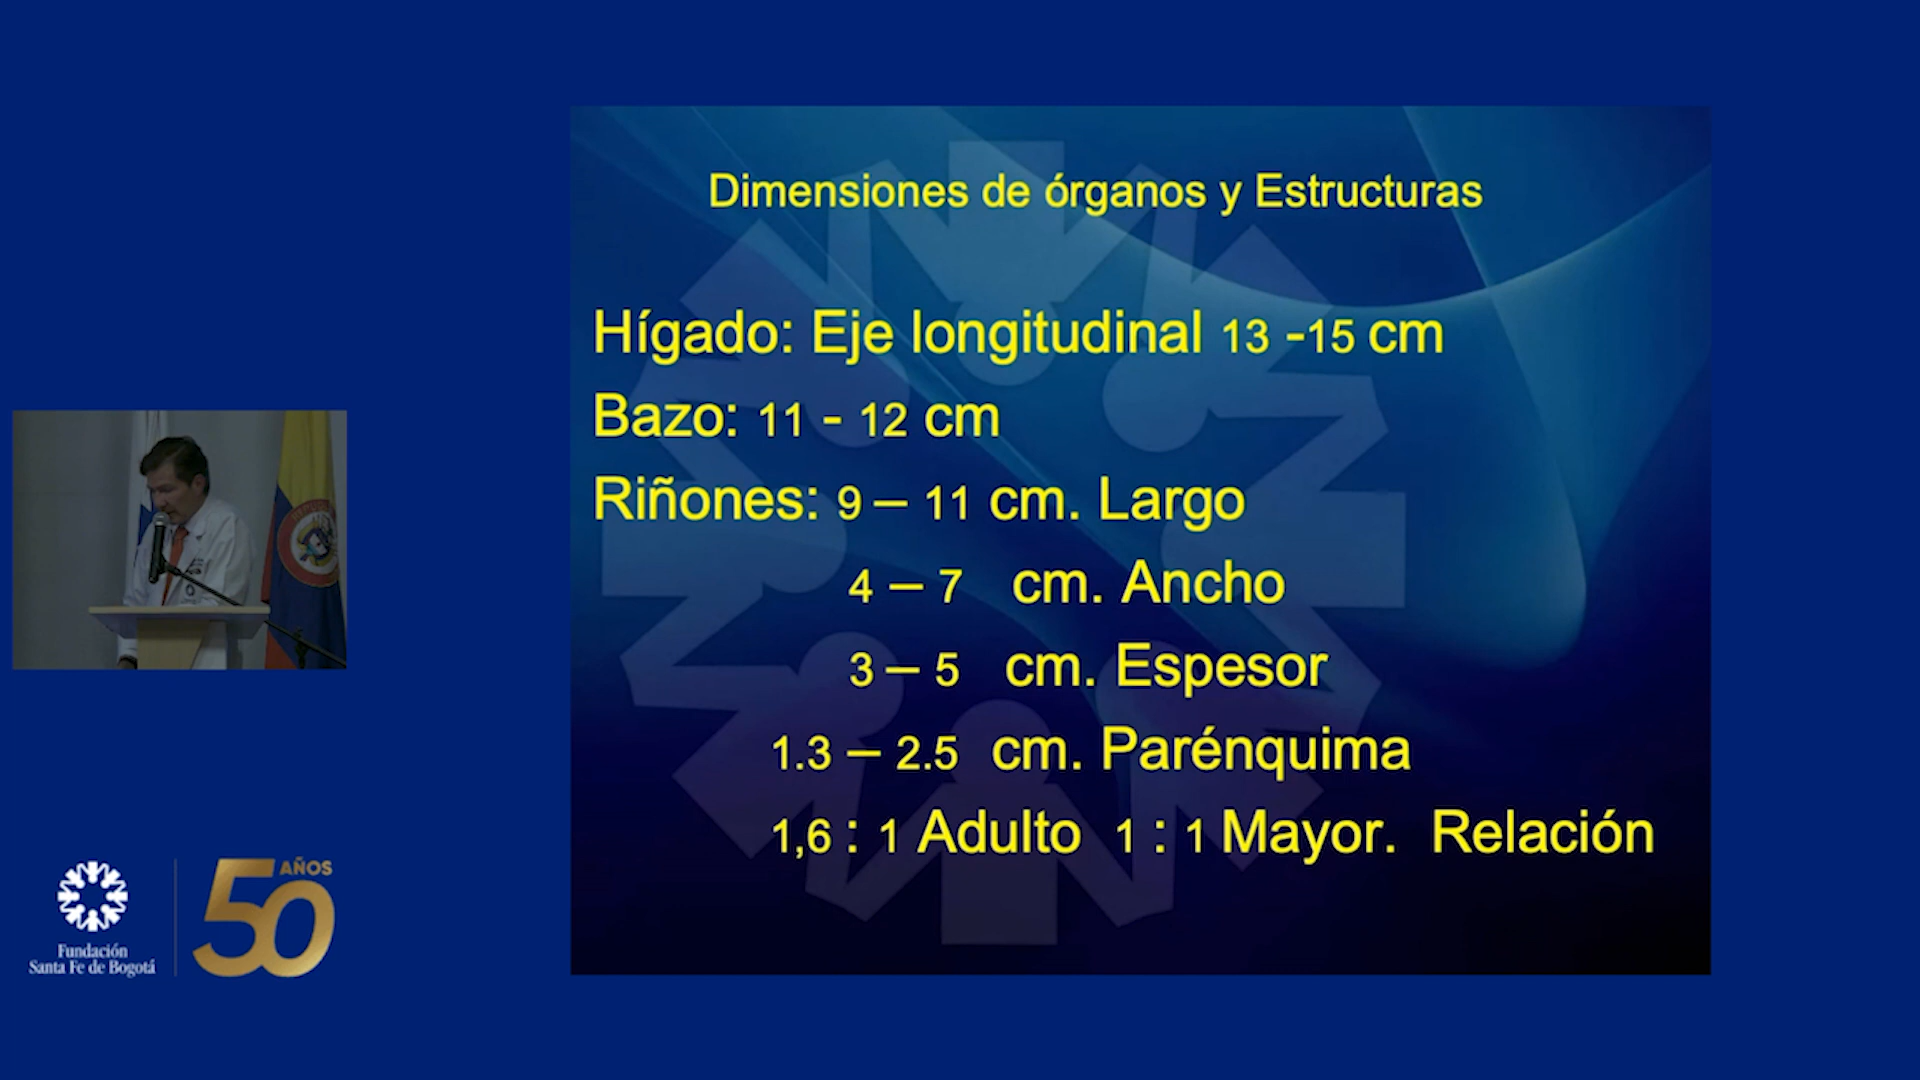 Dimensiones de órganos y Estructuras
Hígado: Eje longitudinal 13 -15 cm
Bazo: 11 - 12 cm
Riñones: 9 – 11 cm. Largo
4 – 7 cm. Ancho
3 – 5 cm. Espesor
1.3 – 2.5 cm. Parénquima
1,6 : 1 Adulto 1 : 1 Mayor. Relación
Fundación
Santa Fe de Bogotá
50 AÑOS